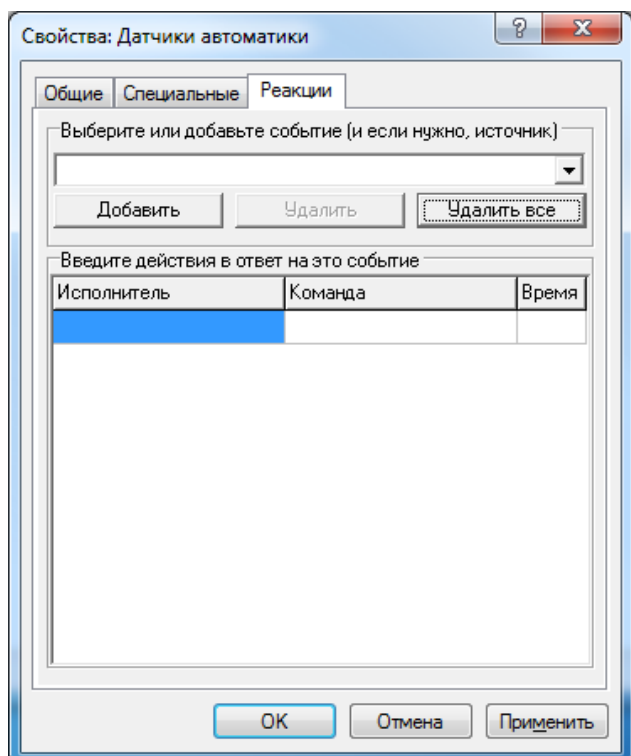 Свойства: Датчики автоматики
Общие Специальные Реакции
Выберите или добавьте событие (и если нужно, источник)
Добавить Удалить Удалить все
Введите действия в ответ на это событие
Исполнитель Команда Время
OK Отмена Применить